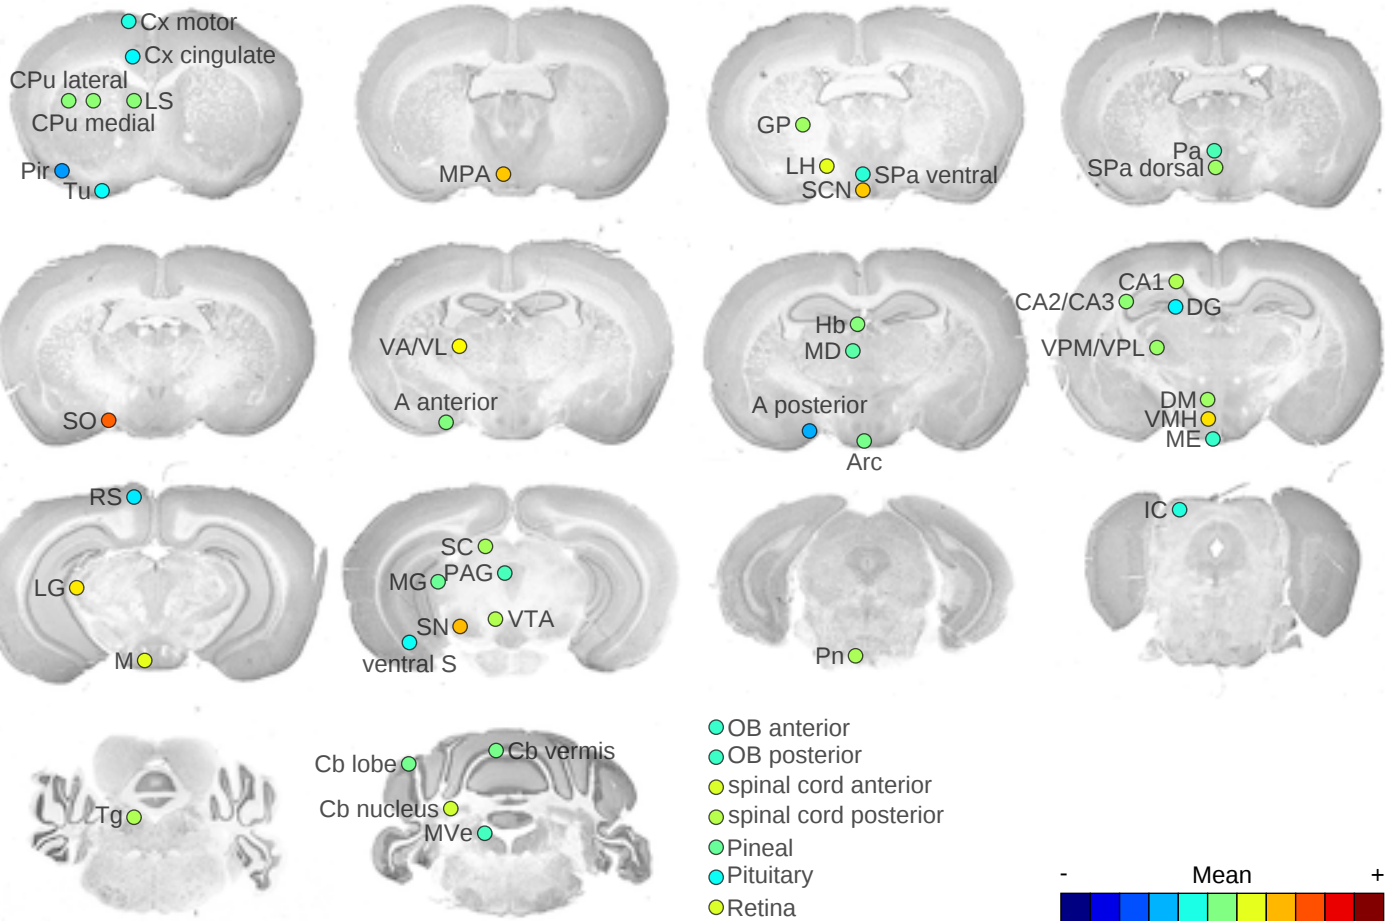 Cx motor
Cx cingulate
CPu lateral
LS
CPu medial
Pir
Tu
MPA
GP
LH
SPa ventral
SCN
Pa
SPa dorsal
SO
VA/VL
A anterior
Hb
MD
A posterior
Arc
CA1
CA2/CA3
DG
VPM/VPL
DM
VMH
ME
RS
LG
M
SC
MG
PAG
SN
VTA
ventral S
Pn
IC
Tg
Cb lobe
Cb vermis
Cb nucleus
MVe
OB anterior
OB posterior
spinal cord anterior
spinal cord posterior
Pineal
Pituitary
Retina
- Mean +